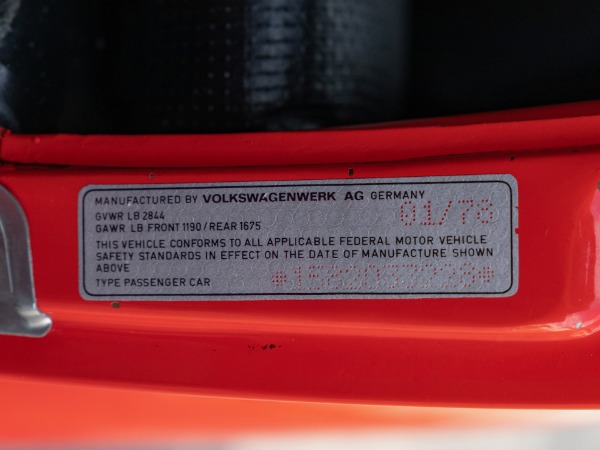 MANUFACTURED BY VOLKSWAGENWERK AG GERMANY
GVWR LB 2844
GAWR LB FRONT 1190/REAR 1675
01/78
THIS VEHICLE CONFORMS TO ALL APPLICABLE FEDERAL MOTOR VEHICLE
SAFETY STANDARDS IN EFFECT ON THE DATE OF MANUFACTURE SHOWN
ABOVE
TYPE PASSENGER CAR